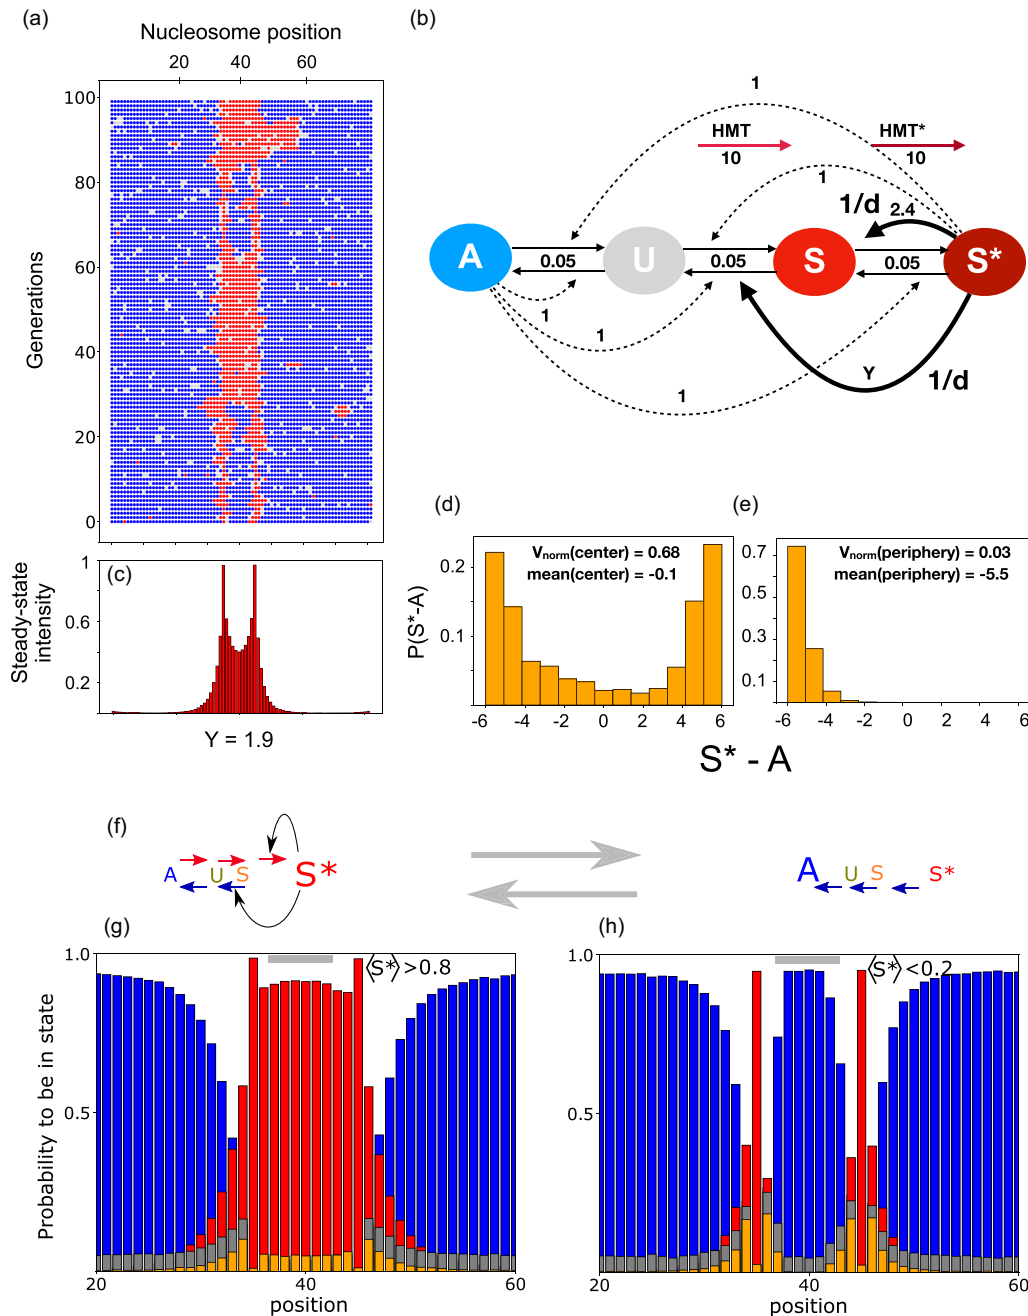 (a)
Nucleosome position
20 40 60
100
80
60
40
20
0
Generations
(b)
1
HMT
10
HMT*
10
1
1/d
2.4
A
U
S
S*
0.05
0.05
0.05
1
1
1
Y
1/d
(c)
1
0.6
0.2
Steady-state
intensity
Y = 1.9
(d)
Vnorm(center) = 0.68
mean(center) = -0.1
0.2
0.1
P(S*-A)
-6 -4 -2 0 2 4 6
(e)
Vnorm(periphery) = 0.03
mean(periphery) = -5.5
0.7
0.5
0.3
0.1
-6 -4 -2 0 2 4 6
S* - A
(f)
A U S S*
A U S S*
(g)
⟨S*⟩>0.8
1.0
0.5
Probability to be in state
20 40 60
position
(h)
⟨S*⟩<0.2
1.0
0.5
20 40 60
position